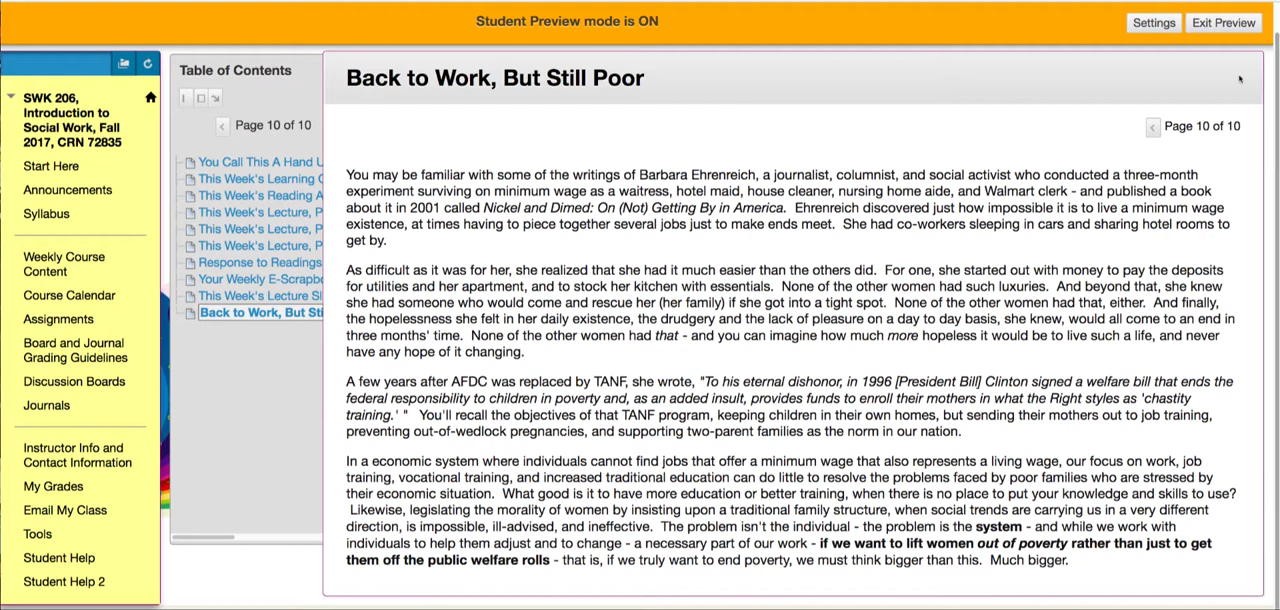 Student Preview mode is ON
Settings
Exit Preview
SWK 206,
Introduction to
Social Work, Fall
2017, CRN 72835
Start Here
Announcements
Syllabus
Weekly Course
Content
Course Calendar
Assignments
Board and Journal
Grading Guidelines
Discussion Boards
Journals
Instructor Info and
Contact Information
My Grades
Email My Class
Tools
Student Help
Student Help 2
Table of Contents
Page 10 of 10
You Call This A Hand U
This Week's Learning
This Week's Reading A
This Week's Lecture, P
This Week's Lecture, P
This Week's Lecture, P
Response to Readings
Your Weekly E-Scrapb
This Week's Lecture Sl
Back to Work, But Sti
Back to Work, But Still Poor
Page 10 of 10
You may be familiar with some of the writings of Barbara Ehrenreich, a journalist, columnist, and social activist who conducted a three-month
experiment surviving on minimum wage as a waitress, hotel maid, house cleaner, nursing home aide, and Walmart clerk - and published a book
about it in 2001 called Nickel and Dimed: On (Not) Getting By in America.  Ehrenreich discovered just how impossible it is to live a minimum wage
existence, at times having to piece together several jobs just to make ends meet.  She had co-workers sleeping in cars and sharing hotel rooms to
get by.
As difficult as it was for her, she realized that she had it much easier than the others did.  For one, she started out with money to pay the deposits
for utilities and her apartment, and to stock her kitchen with essentials.  None of the other women had such luxuries.  And beyond that, she knew
she had someone who would come and rescue her (her family) if she got into a tight spot.  None of the other women had that, either.  And finally,
the hopelessness she felt in her daily existence, the drudgery and the lack of pleasure on a day to day basis, she knew, would all come to an end in
three months' time.  None of the other women had that - and you can imagine how much more hopeless it would be to live such a life, and never
have any hope of it changing.
A few years after AFDC was replaced by TANF, she wrote, "To his eternal dishonor, in 1996 [President Bill] Clinton signed a welfare bill that ends the
federal responsibility to children in poverty and, as an added insult, provides funds to enroll their mothers in what the Right styles as 'chastity
training.' "  You'll recall the objectives of that TANF program, keeping children in their own homes, but sending their mothers out to job training,
preventing out-of-wedlock pregnancies, and supporting two-parent families as the norm in our nation.
In a economic system where individuals cannot find jobs that offer a minimum wage that also represents a living wage, our focus on work, job
training, vocational training, and increased traditional education can do little to resolve the problems faced by poor families who are stressed by
their economic situation.  What good is it to have more education or better training, when there is no place to put your knowledge and skills to use?
Likewise, legislating the morality of women by insisting upon a traditional family structure, when social trends are carrying us in a very different
direction, is impossible, ill-advised, and ineffective.  The problem isn't the individual - the problem is the system - and while we work with
individuals to help them adjust and to change - a necessary part of our work - if we want to lift women out of poverty rather than just to get
them off the public welfare rolls - that is, if we truly want to end poverty, we must think bigger than this.  Much bigger.